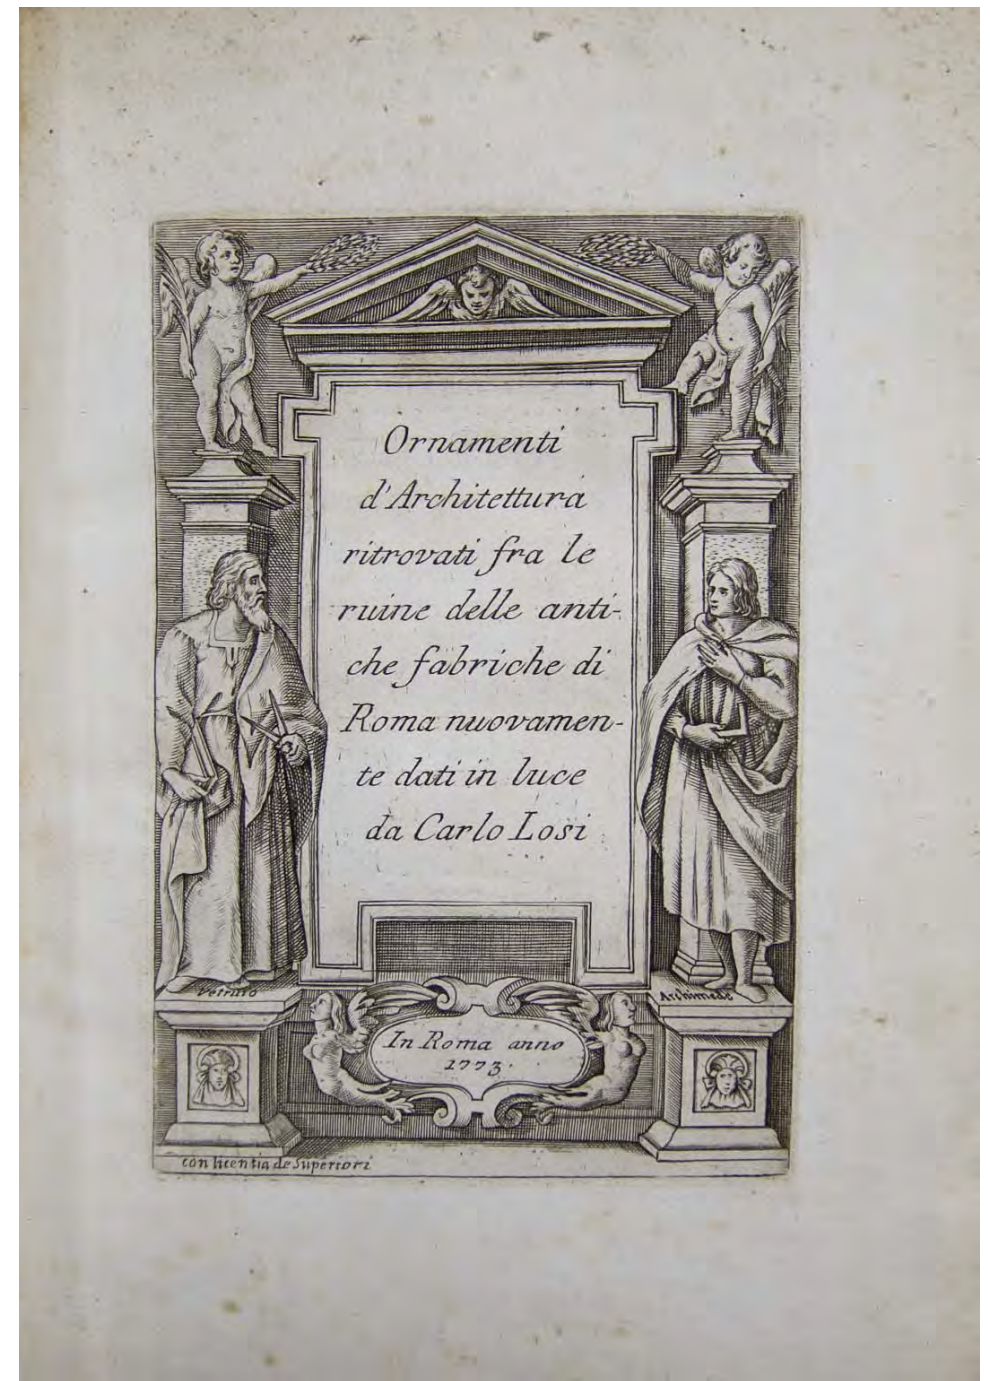 Ornamenti
d'Architettura
ritrovati fra le
ruine delle anti-
che fabriche di
Roma nuovamen-
te dati in luce
da Carlo Losi
Vetruvo
Archimede
In Roma anno
1773.
con licentia de Superiori